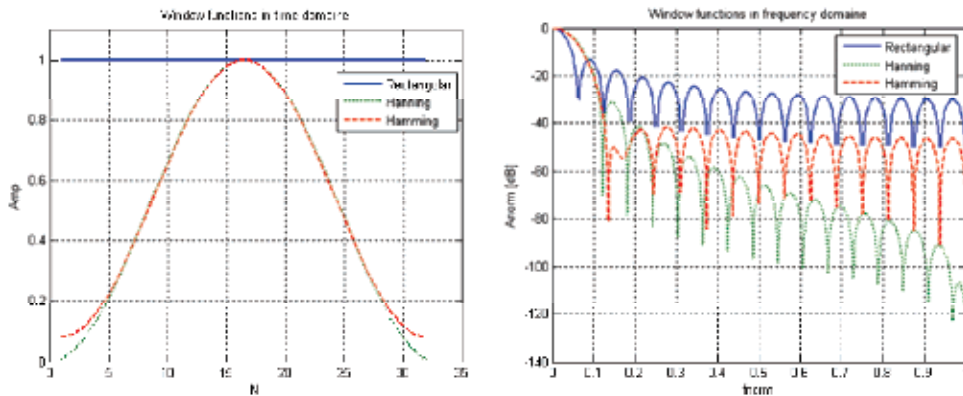 Window functions in time domaine
1
0.8
0.6
0.4
0.2
0
Amp
0 5 10 15 20 25 30 35
N
Rectangular
Hanning
Hamming
Window functions in frequency domaine
0
-20
-40
-60
-80
-100
-120
-140
Anorm [dB]
0 0.1 0.2 0.3 0.4 0.5 0.6 0.7 0.8 0.9
fnorm
Rectangular
Hanning
Hamming